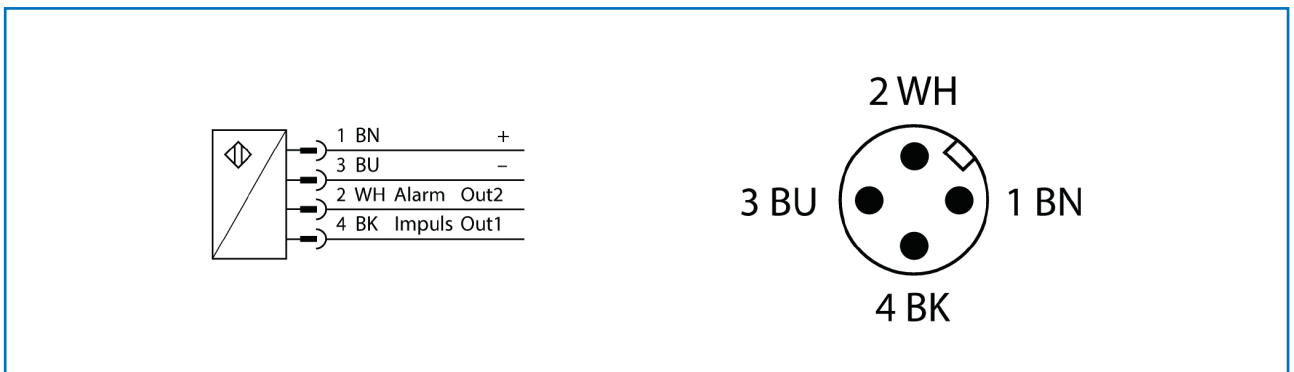 1 BN +
3 BU –
2 WH Alarm Out2
4 BK Impuls Out1
2 WH
3 BU
1 BN
4 BK